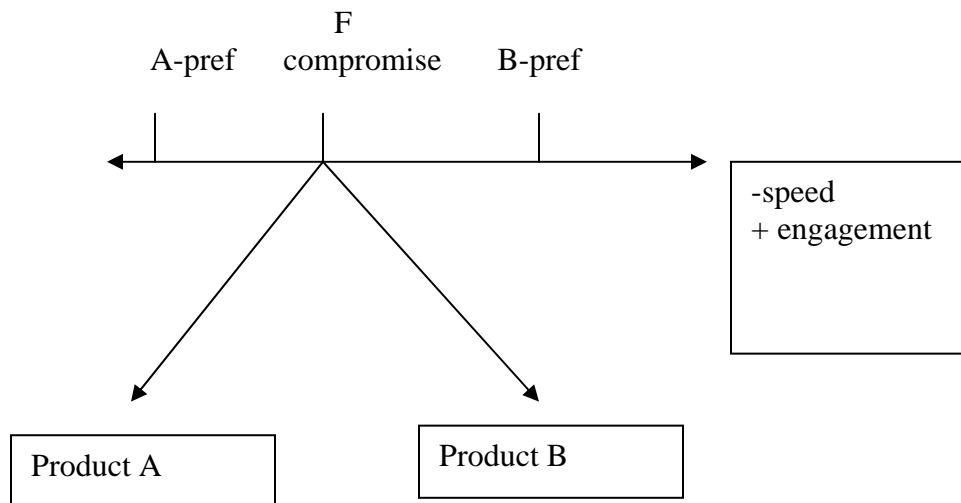 F
A-pref compromise B-pref
-speed
+ engagement
Product A
Product B